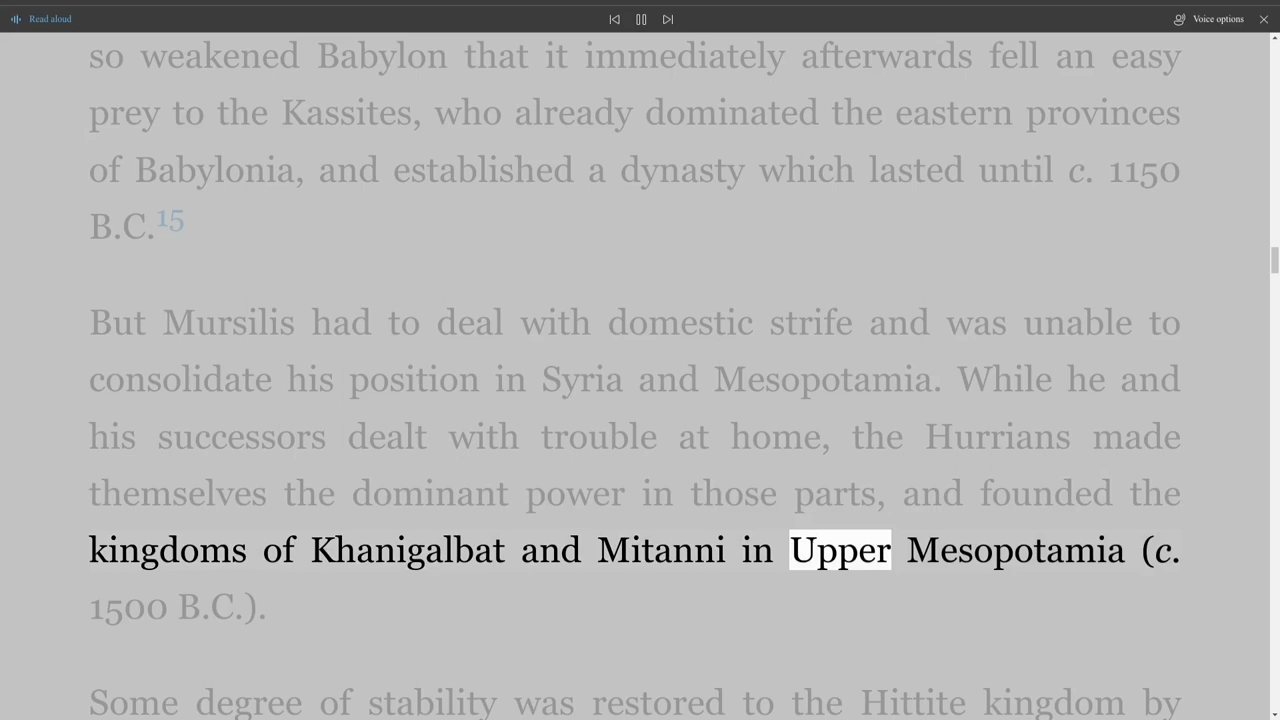 Read aloud
Voice options
so weakened Babylon that it immediately afterwards fell an easy
prey to the Kassites, who already dominated the eastern provinces
of Babylonia, and established a dynasty which lasted until c. 1150
B.C.15
But Mursilis had to deal with domestic strife and was unable to
consolidate his position in Syria and Mesopotamia. While he and
his successors dealt with trouble at home, the Hurrians made
themselves the dominant power in those parts, and founded the
kingdoms of Khanigalbat and Mitanni in Upper Mesopotamia (c.
1500 B.C.).
Some degree of stability was restored to the Hittite kingdom by